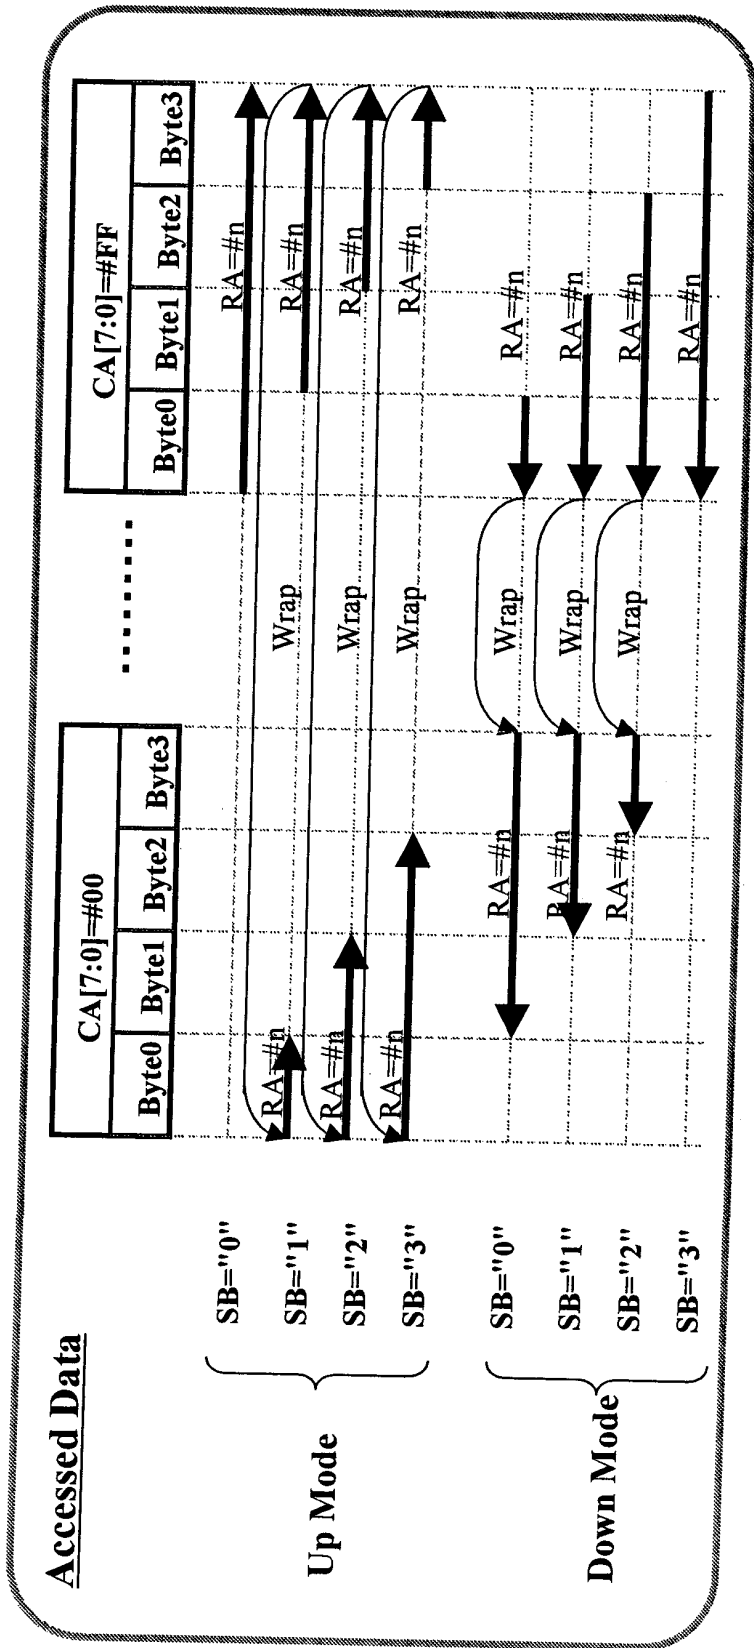 Accessed Data
CA[7:0]=#00
CA[7:0]=#FF
Byte0 Byte1 Byte2 Byte3
Byte0 Byte1 Byte2 Byte3
.........
Up Mode
SB="0"
RA=#n
SB="1"
RA=#n
Wrap
RA=#n
SB="2"
RA=#n
Wrap
RA=#n
SB="3"
RA=#n
Wrap
RA=#n
Down Mode
SB="0"
RA=#n
Wrap
RA=#n
SB="1"
RA=#n
Wrap
RA=#n
SB="2"
RA=#n
Wrap
RA=#n
SB="3"
RA=#n